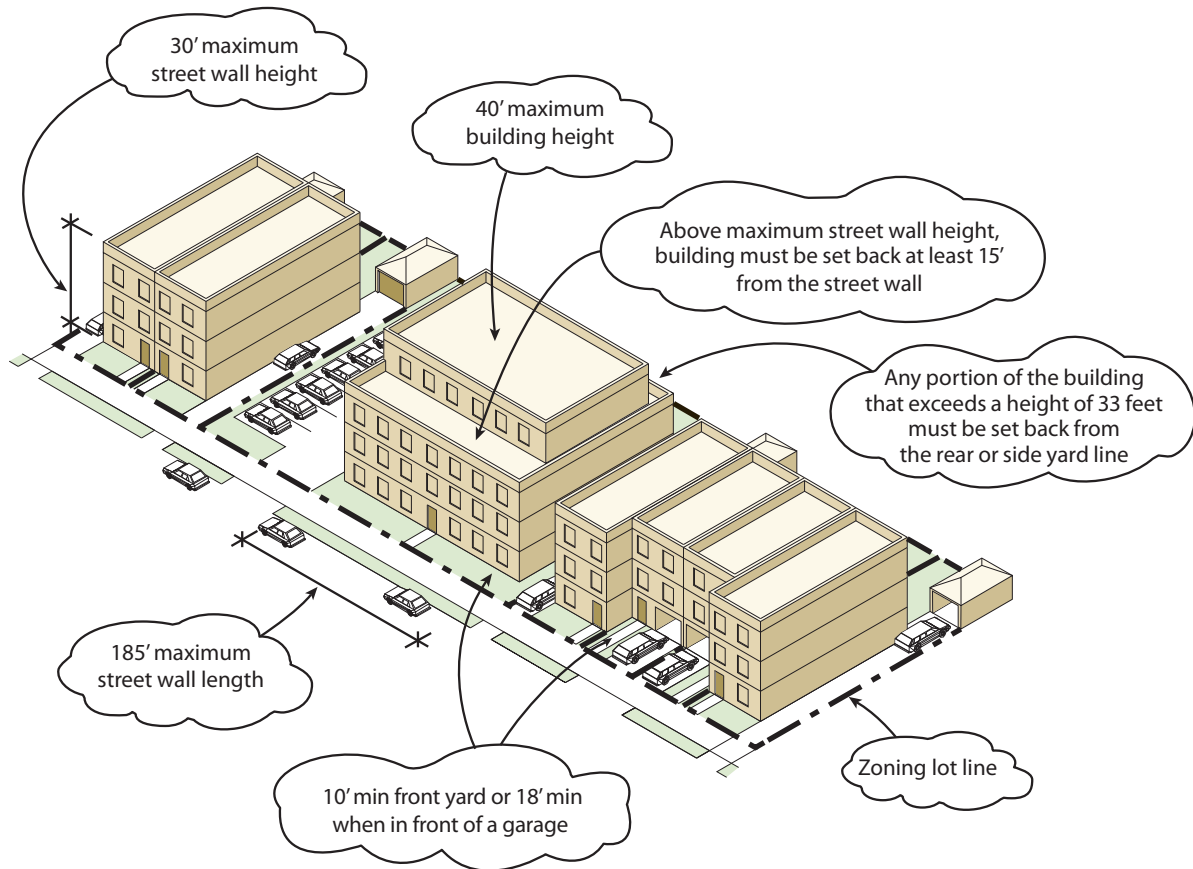 30’ maximum
street wall height
40’ maximum
building height
Above maximum street wall height,
building must be set back at least 15’
from the street wall
Any portion of the building
that exceeds a height of 33 feet
must be set back from
the rear or side yard line
185’ maximum
street wall length
10’ min front yard or 18’ min
when in front of a garage
Zoning lot line